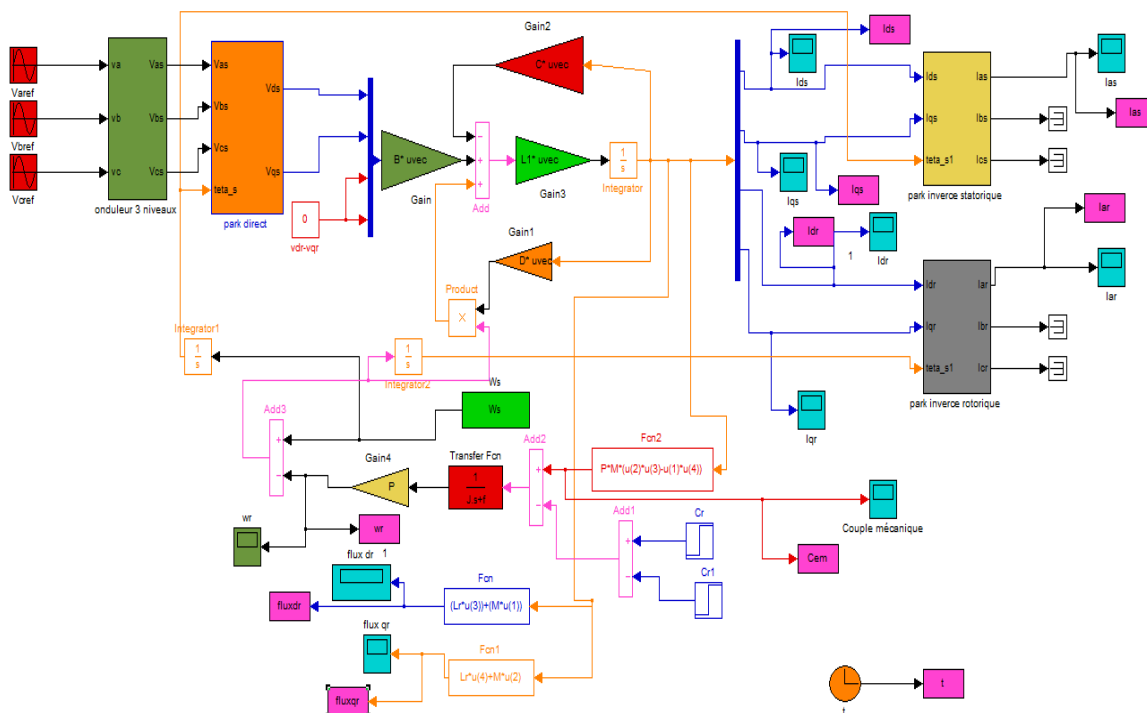 Varef
Vbref
Vcref
va
vb
vc
Vas
Vbs
Vcs
onduleur 3 niveaux
Vas
Vbs
Vcs
teta_s
Vds
Vqs
park direct
0
vdr-vqr
B* uvec
Gain
Gain2
C* uvec
Add
L1* uvec
Gain3
1
s
Integrator
Gain1
D* uvec
Product
X
Ids
Ids
Iqs
Iqs
Idr
1
Idr
Iqr
Ids
Iqs
teta_s1
Ias
Ibs
Ics
park inverce statorique
Ias
Ias
Idr
Iqr
teta_s1
Iar
Ibr
Icr
park inverce rotorique
Iar
Iar
Integrator1
1
s
1
s
Integrator2
Ws
Ws
Add3
Gain4
P
Transfer Fcn
1
J.s+f
Add2
Fcn2
P*M*(u(2)*u(3)-u(1)*u(4))
Couple mécanique
Cem
Add1
Cr
Cr1
wr
wr
1
flux dr
fluxdr
Fcn
(Lr*u(3))+(M*u(1))
flux qr
Fcn1
Lr*u(4)+M*u(2)
fluxqr
t